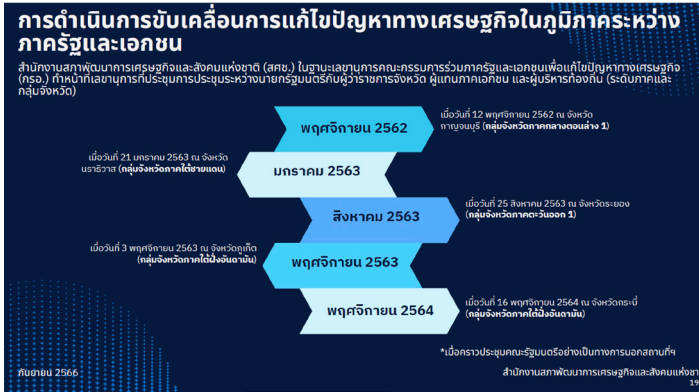 การดำเนินการขับเคลื่อนการแก้ไขปัญหาทางเศรษฐกิจในภูมิภาคระหว่าง
ภาครัฐและเอกชน
สำนักงานสภาพัฒนาการเศรษฐกิจและสังคมแห่งชาติ (สศช.) ในฐานะเลขานุการคณะกรรมการร่วมภาครัฐและเอกชนเพื่อแก้ไขปัญหาทางเศรษฐกิจ
(กรอ.) ทำหน้าที่เลขานุการที่ประชุมการประชุมระหว่างนายกรัฐมนตรีกับผู้ว่าราชการจังหวัด ผู้แทนภาคเอกชน และผู้บริหารท้องถิ่น (ระดับภาคและ
กลุ่มจังหวัด)
พฤศจิกายน 2562
เมื่อวันที่ 12 พฤศจิกายน 2562 ณ จังหวัด
กาญจนบุรี (กลุ่มจังหวัดภาคกลางตอนล่าง 1)
เมื่อวันที่ 21 มกราคม 2563 ณ จังหวัด
นราธิวาส (กลุ่มจังหวัดภาคใต้ชายแดน)
มกราคม 2563
สิงหาคม 2563
เมื่อวันที่ 25 สิงหาคม 2563 ณ จังหวัดระยอง
(กลุ่มจังหวัดภาคตะวันออก 1)
เมื่อวันที่ 3 พฤศจิกายน 2563 ณ จังหวัดภูเก็ต
(กลุ่มจังหวัดภาคใต้ฝั่งอันดามัน)
พฤศจิกายน 2563
พฤศจิกายน 2564
เมื่อวันที่ 16 พฤศจิกายน 2564 ณ จังหวัดกระบี่
(กลุ่มจังหวัดภาคใต้ฝั่งอันดามัน)
*เมื่อคราวประชุมคณะรัฐมนตรีอย่างเป็นทางการนอกสถานที่ฯ
กันยายน 2566
สำนักงานสภาพัฒนาการเศรษฐกิจและสังคมแห่งชาติ
19